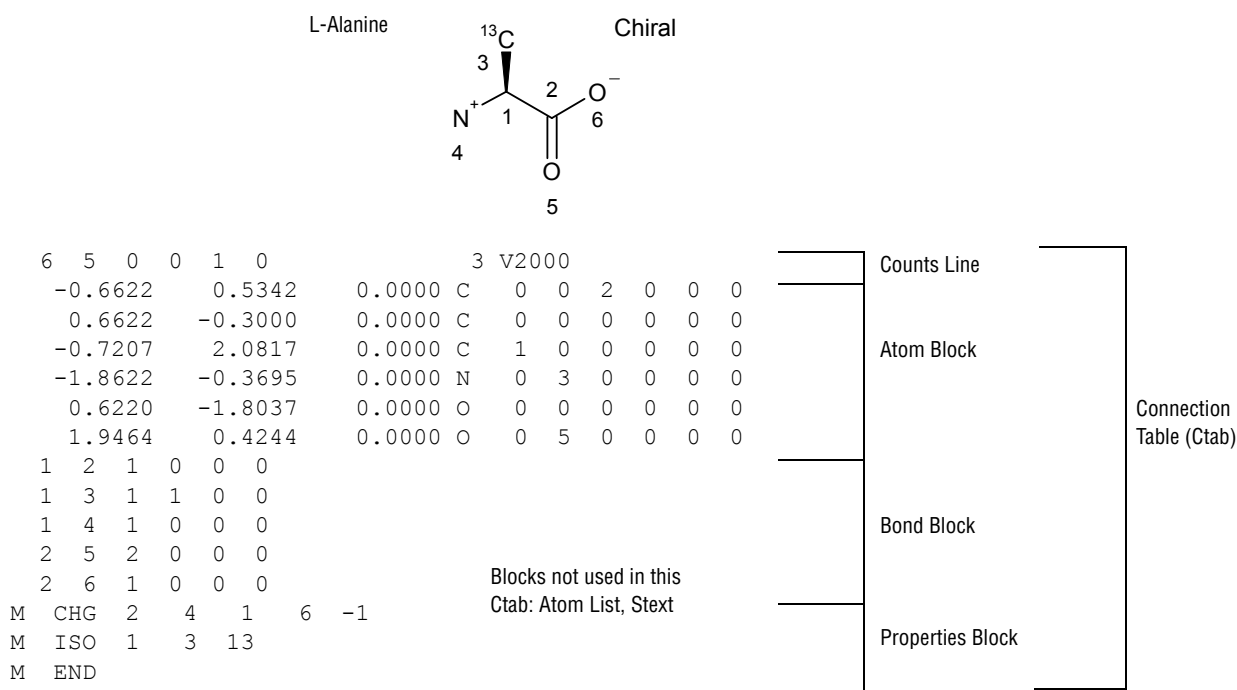 L-Alanine
13C
Chiral
3
2
O−
N+
1
6
4
O
5
6 5 0 0 1 0 3 V2000
Counts Line
-0.6622 0.5342 0.0000 C 0 0 2 0 0 0
0.6622 -0.3000 0.0000 C 0 0 0 0 0 0
-0.7207 2.0817 0.0000 C 1 0 0 0 0 0
Atom Block
-1.8622 -0.3695 0.0000 N 0 3 0 0 0 0
0.6220 -1.8037 0.0000 O 0 0 0 0 0 0
Connection
1.9464 0.4244 0.0000 O 0 5 0 0 0 0
Table (Ctab)
1 2 1 0 0 0
1 3 1 1 0 0
1 4 1 0 0 0
Bond Block
2 5 2 0 0 0
2 6 1 0 0 0
Blocks not used in this
Ctab: Atom List, Stext
M CHG 2 4 1 6 -1
M ISO 1 3 13
Properties Block
M END